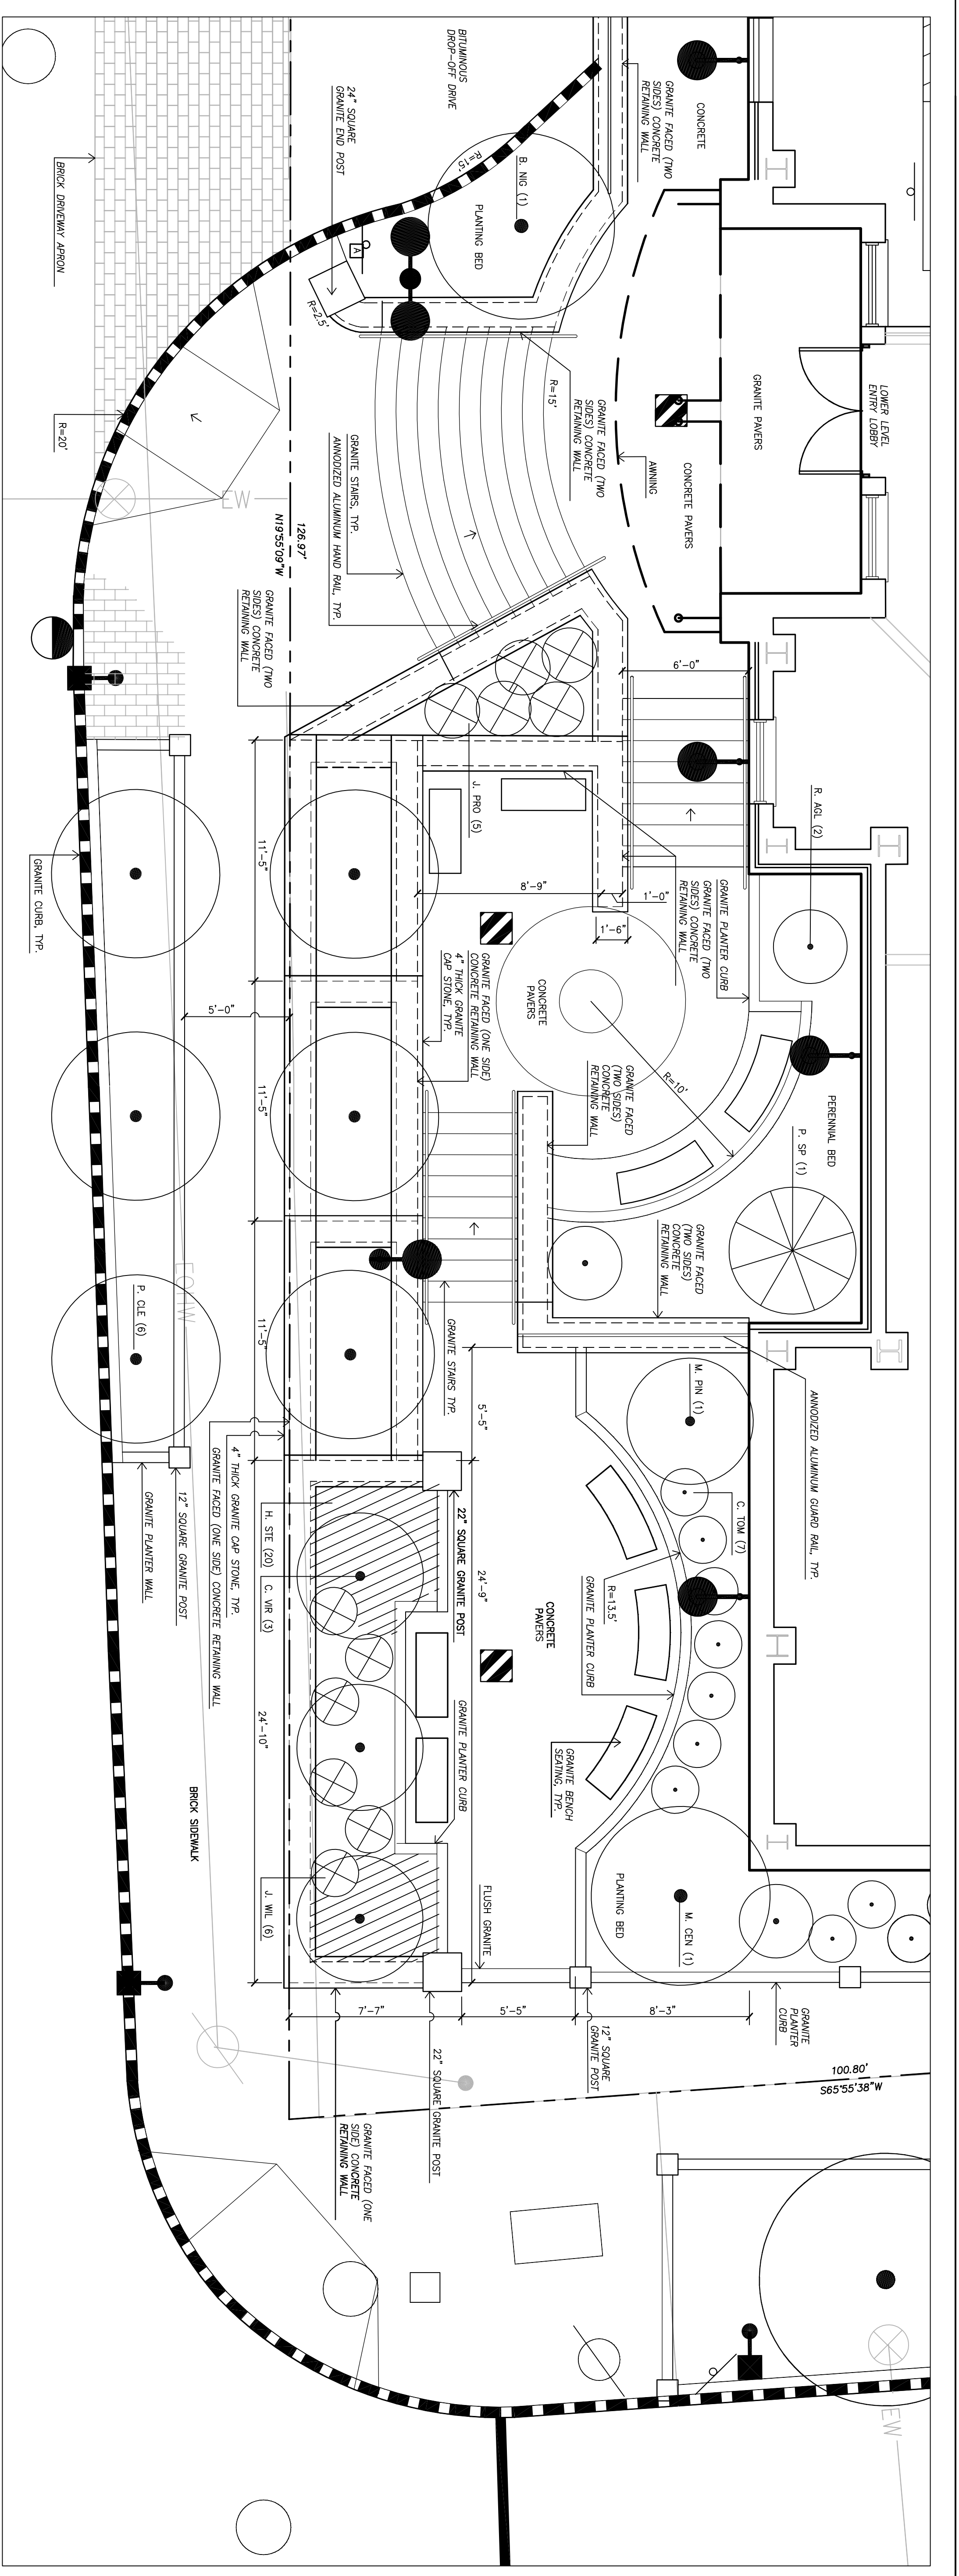 BITUMINOUS
DROP-OFF DRIVE
24" SQUARE
GRANITE END POST
BRICK DRIVEWAY APRON
R=15'
B. NIG (1)
PLANTING BED
GRANITE FACED (TWO
SIDES) CONCRETE
RETAINING WALL
CONCRETE
H
A
R=2.5'
R=20'
EW
GRANITE STAIRS, TYP.
ANNODIZED ALUMINUM HAND RAIL, TYP.
126.97'
N19°55'09"W
R=15'
GRANITE FACED (TWO
SIDES) CONCRETE
RETAINING WALL
AWNING
CONCRETE PAVERS
GRANITE PAVERS
LOWER LEVEL
ENTRY LOBBY
GRANITE FACED (TWO
SIDES) CONCRETE
RETAINING WALL
6'-0"
H
J. PRO (5)
R. AGL (2)
H
H
GRANITE PLANTER CURB
GRANITE FACED (TWO
SIDES) CONCRETE
RETAINING WALL
11'-5"
8'-9"
1'-0"
1'-6"
GRANITE CURB, TYP.
5'-0"
GRANITE FACED (ONE SIDE)
CONCRETE RETAINING WALL
4" THICK GRANITE
CAP STONE, TYP.
CONCRETE
PAVERS
R=10'
GRANITE FACED
(TWO SIDES)
CONCRETE
RETAINING WALL
11'-5"
PERENNIAL BED
P. SP (1)
GRANITE FACED
(TWO SIDES)
CONCRETE
RETAINING WALL
P. CLE (6)
11'-5"
GRANITE STAIRS TYP.
H
H
M. PIN (1)
ANNODIZED ALUMINUM GUARD RAIL, TYP
5'-5"
12" SQUARE GRANITE POST
GRANITE PLANTER WALL
4" THICK GRANITE CAP STONE, TYP.
GRANITE FACED (ONE SIDE) CONCRETE RETAINING WALL
H. STE (20)
C. VIR (3)
22" SQUARE GRANITE POST
24'-9"
C. TOM (7)
R=13.5'
GRANITE PLANTER CURB
CONCRETE
PAVERS
H
24'-10"
GRANITE PLANTER CURB
GRANITE BENCH
SEATING, TYP.
H
BRICK SIDEWALK
J. WIL (6)
FLUSH GRANITE
PLANTING BED
M. CEN (1)
7'-7"
5'-5"
8'-3"
GRANITE
PLANTER
CURB
12" SQUARE
GRANITE POST
22" SQUARE GRANITE POST
GRANITE FACED (ONE
SIDE) CONCRETE
RETAINING WALL
100.80'
S65°55'38"W
EW